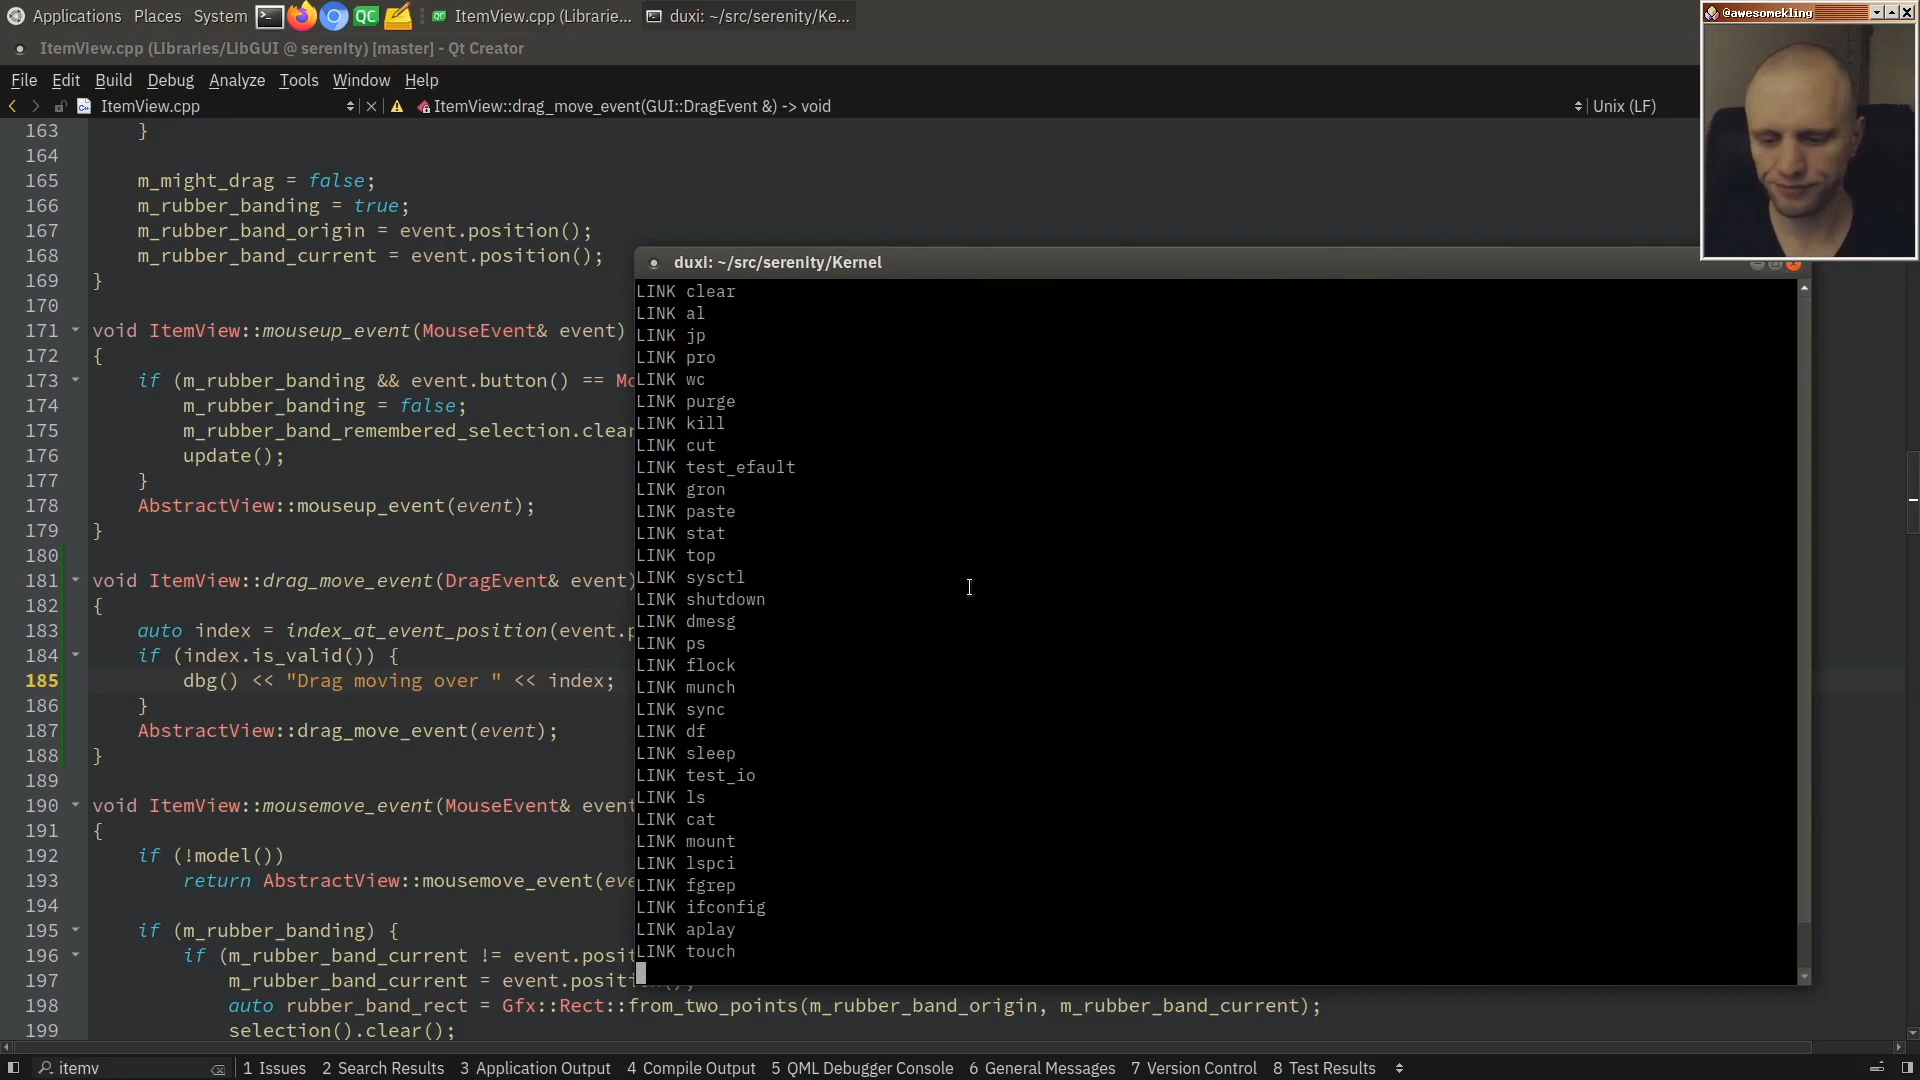 Applications Places System QC QC ItemView.cpp (Librarie... duxi: ~/src/serenity/Ke...
@awesomekling
ItemView.cpp (Libraries/LibGUI @ serenity) [master] - Qt Creator
File Edit Build Debug Analyze Tools Window Help
ItemView.cpp ItemView::drag_move_event(GUI::DragEvent &) -> void Unix (LF)
163 }
164
165 m_might_drag = false;
166 m_rubber_banding = true;
167 m_rubber_band_origin = event.position();
168 m_rubber_band_current = event.position();
169 }
170
171 void ItemView::mouseup_event(MouseEvent& event)
172 {
173 if (m_rubber_banding && event.button() == Mo
174 m_rubber_banding = false;
175 m_rubber_band_remembered_selection.clear
176 update();
177 }
178 AbstractView::mouseup_event(event);
179 }
180
181 void ItemView::drag_move_event(DragEvent& event)
182 {
183 auto index = index_at_event_position(event.p
184 if (index.is_valid()) {
185 dbg() << "Drag moving over " << index;
186 }
187 AbstractView::drag_move_event(event);
188 }
189
190 void ItemView::mousemove_event(MouseEvent& event
191 {
192 if (!model())
193 return AbstractView::mousemove_event(eve
194
195 if (m_rubber_banding) {
196 if (m_rubber_band_current != event.posit
197 m_rubber_band_current = event.position();
198 auto rubber_band_rect = Gfx::Rect::from_two_points(m_rubber_band_origin, m_rubber_band_current);
199 selection().clear();
duxi: ~/src/serenity/Kernel
LINK clear
LINK al
LINK jp
LINK pro
LINK wc
LINK purge
LINK kill
LINK cut
LINK test_efault
LINK gron
LINK paste
LINK stat
LINK top
LINK sysctl
LINK shutdown
LINK dmesg
LINK ps
LINK flock
LINK munch
LINK sync
LINK df
LINK sleep
LINK test_io
LINK ls
LINK cat
LINK mount
LINK lspci
LINK fgrep
LINK ifconfig
LINK aplay
LINK touch
itemv 1 Issues 2 Search Results 3 Application Output 4 Compile Output 5 QML Debugger Console 6 General Messages 7 Version Control 8 Test Results